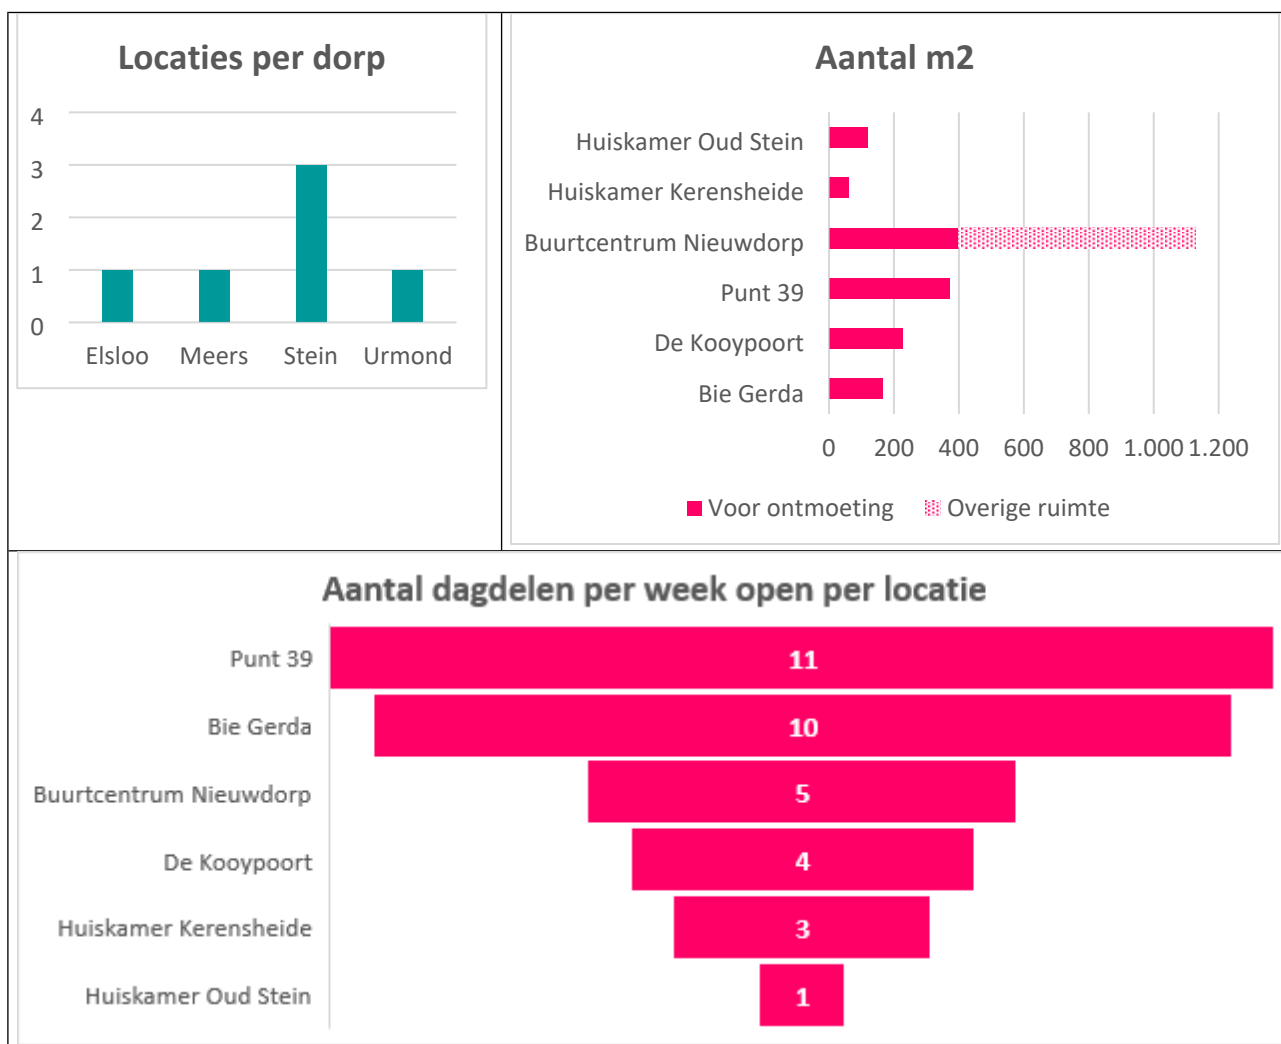 Locaties per dorp
4
3
2
1
0
Elsloo Meers Stein Urmond
Aantal m2
Huiskamer Oud Stein
Huiskamer Kerensheide
Buurtcentrum Nieuwdorp
Punt 39
De Kooypoort
Bie Gerda
0 200 400 600 800 1.000 1.200
Voor ontmoeting Overige ruimte
Aantal dagdelen per week open per locatie
Punt 39 11
Bie Gerda 10
Buurtcentrum Nieuwdorp 5
De Kooypoort 4
Huiskamer Kerensheide 3
Huiskamer Oud Stein 1